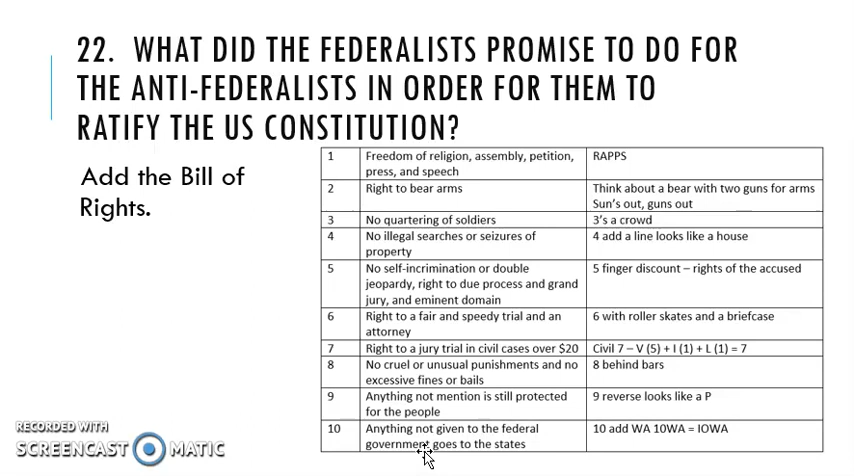 22. WHAT DID THE FEDERALISTS PROMISE TO DO FOR
THE ANTI-FEDERALISTS IN ORDER FOR THEM TO
RATIFY THE US CONSTITUTION?
Add the Bill of
Rights.
1 Freedom of religion, assembly, petition, RAPPS
press, and speech
2 Right to bear arms Think about a bear with two guns for arms
Sun's out, guns out
3 No quartering of soldiers 3's a crowd
4 No illegal searches or seizures of 4 add a line looks like a house
property
5 No self-incrimination or double 5 finger discount – rights of the accused
jeopardy, right to due process and grand
jury, and eminent domain
6 Right to a fair and speedy trial and an 6 with roller skates and a briefcase
attorney
7 Right to a jury trial in civil cases over $20 Civil 7 – V (5) + I (1) + L (1) = 7
8 No cruel or unusual punishments and no 8 behind bars
excessive fines or bails
9 Anything not mention is still protected 9 reverse looks like a P
for the people
10 Anything not given to the federal 10 add WA 10WA = IOWA
government goes to the states
RECORDED WITH
SCREENCAST MATIC